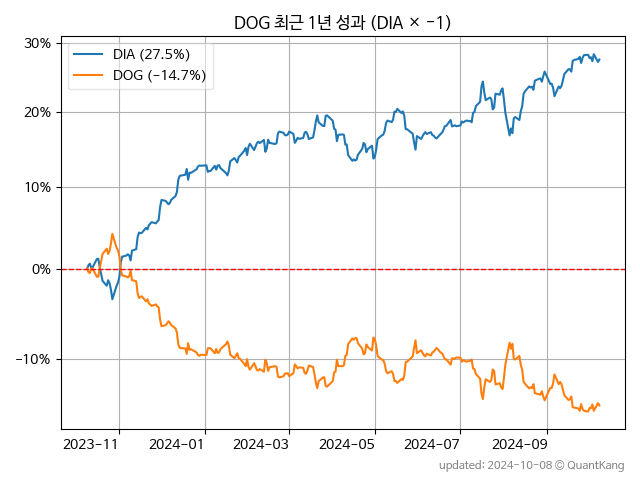 DOG 최근 1년 성과 (DIA × −1)
30%
20%
10%
0%
−10%
DIA (27.5%)
DOG (−14.7%)
2023-11
2024-01
2024-03
2024-05
2024-07
2024-09
updated: 2024-10-08 © QuantKang